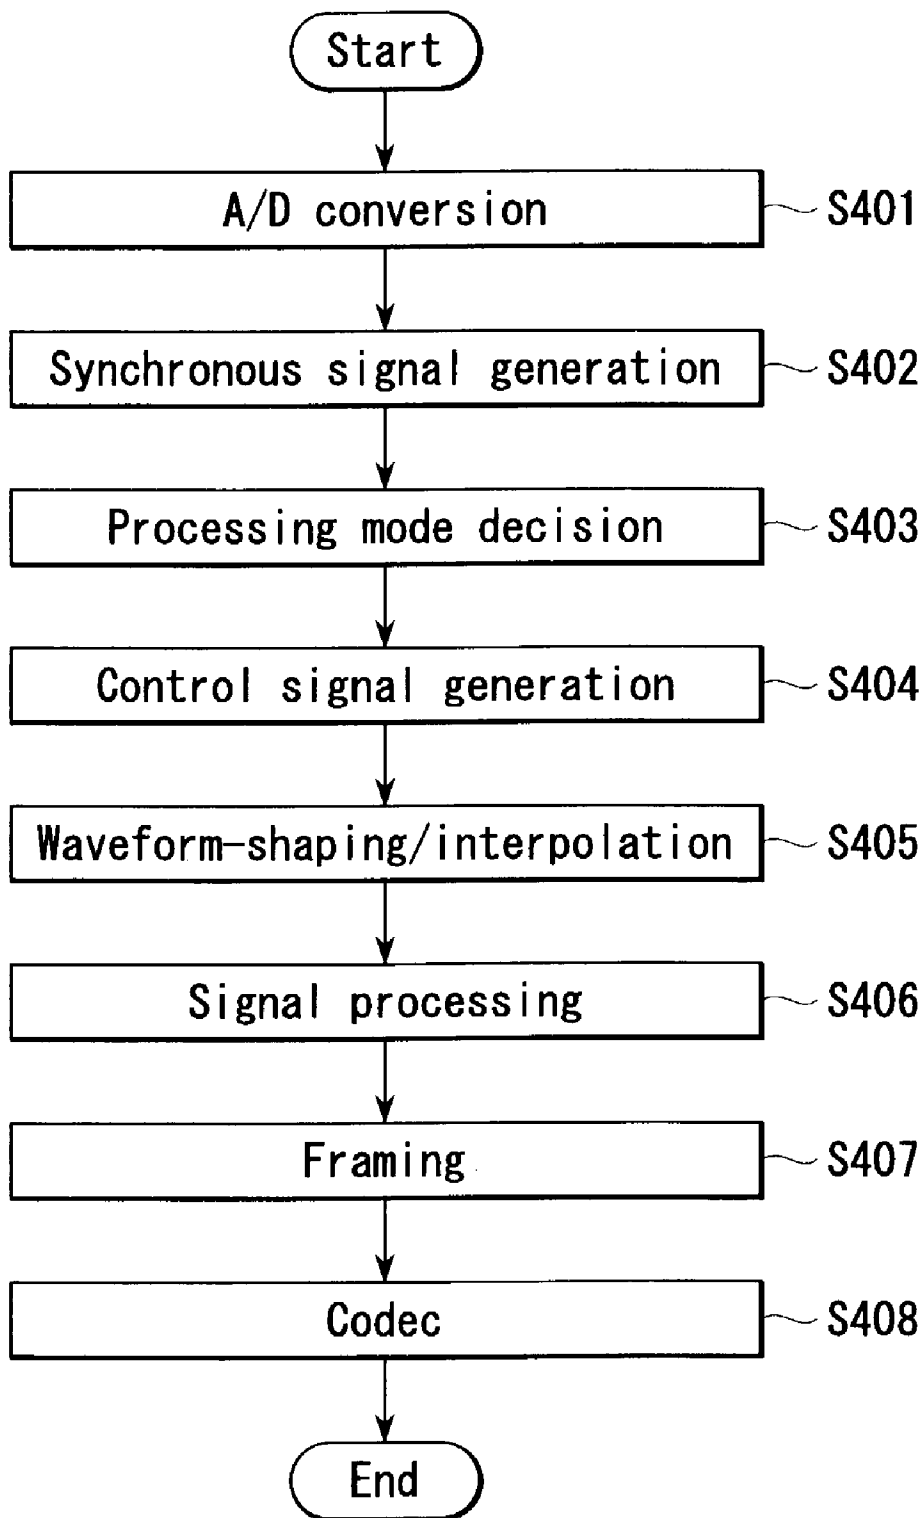 Start
A/D conversion
S401
Synchronous signal generation
S402
Processing mode decision
S403
Control signal generation
S404
Waveform-shaping/interpolation
S405
Signal processing
S406
Framing
S407
Codec
S408
End